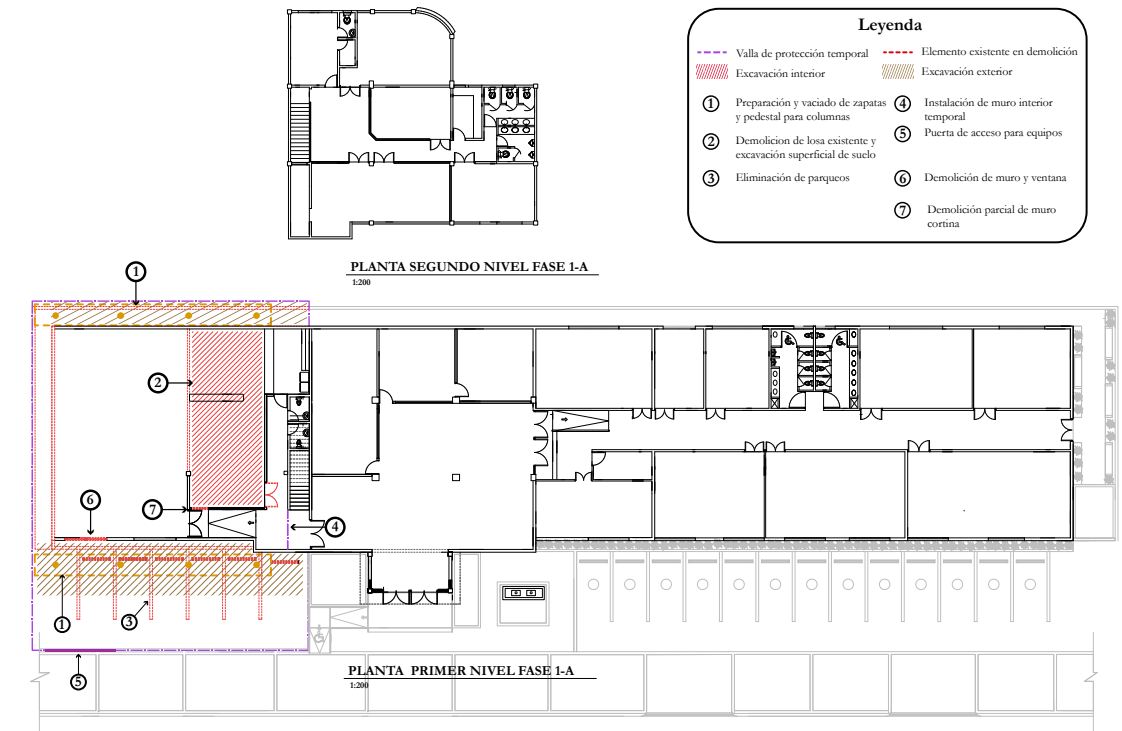 Leyenda
Valla de protección temporal
Elemento existente en demolición
Excavación interior
Excavación exterior
1 Preparación y vaciado de zapatas
y pedestal para columnas
2 Demolicion de losa existente y
excavación superficial de suelo
3 Eliminación de parqueos
4 Instalación de muro interior
temporal
5 Puerta de acceso para equipos
6 Demolición de muro y ventana
7 Demolición parcial de muro
cortina
PLANTA SEGUNDO NIVEL FASE 1-A
1:200
1
2
6
7
4
1
3
5
PLANTA PRIMER NIVEL FASE 1-A
1:200